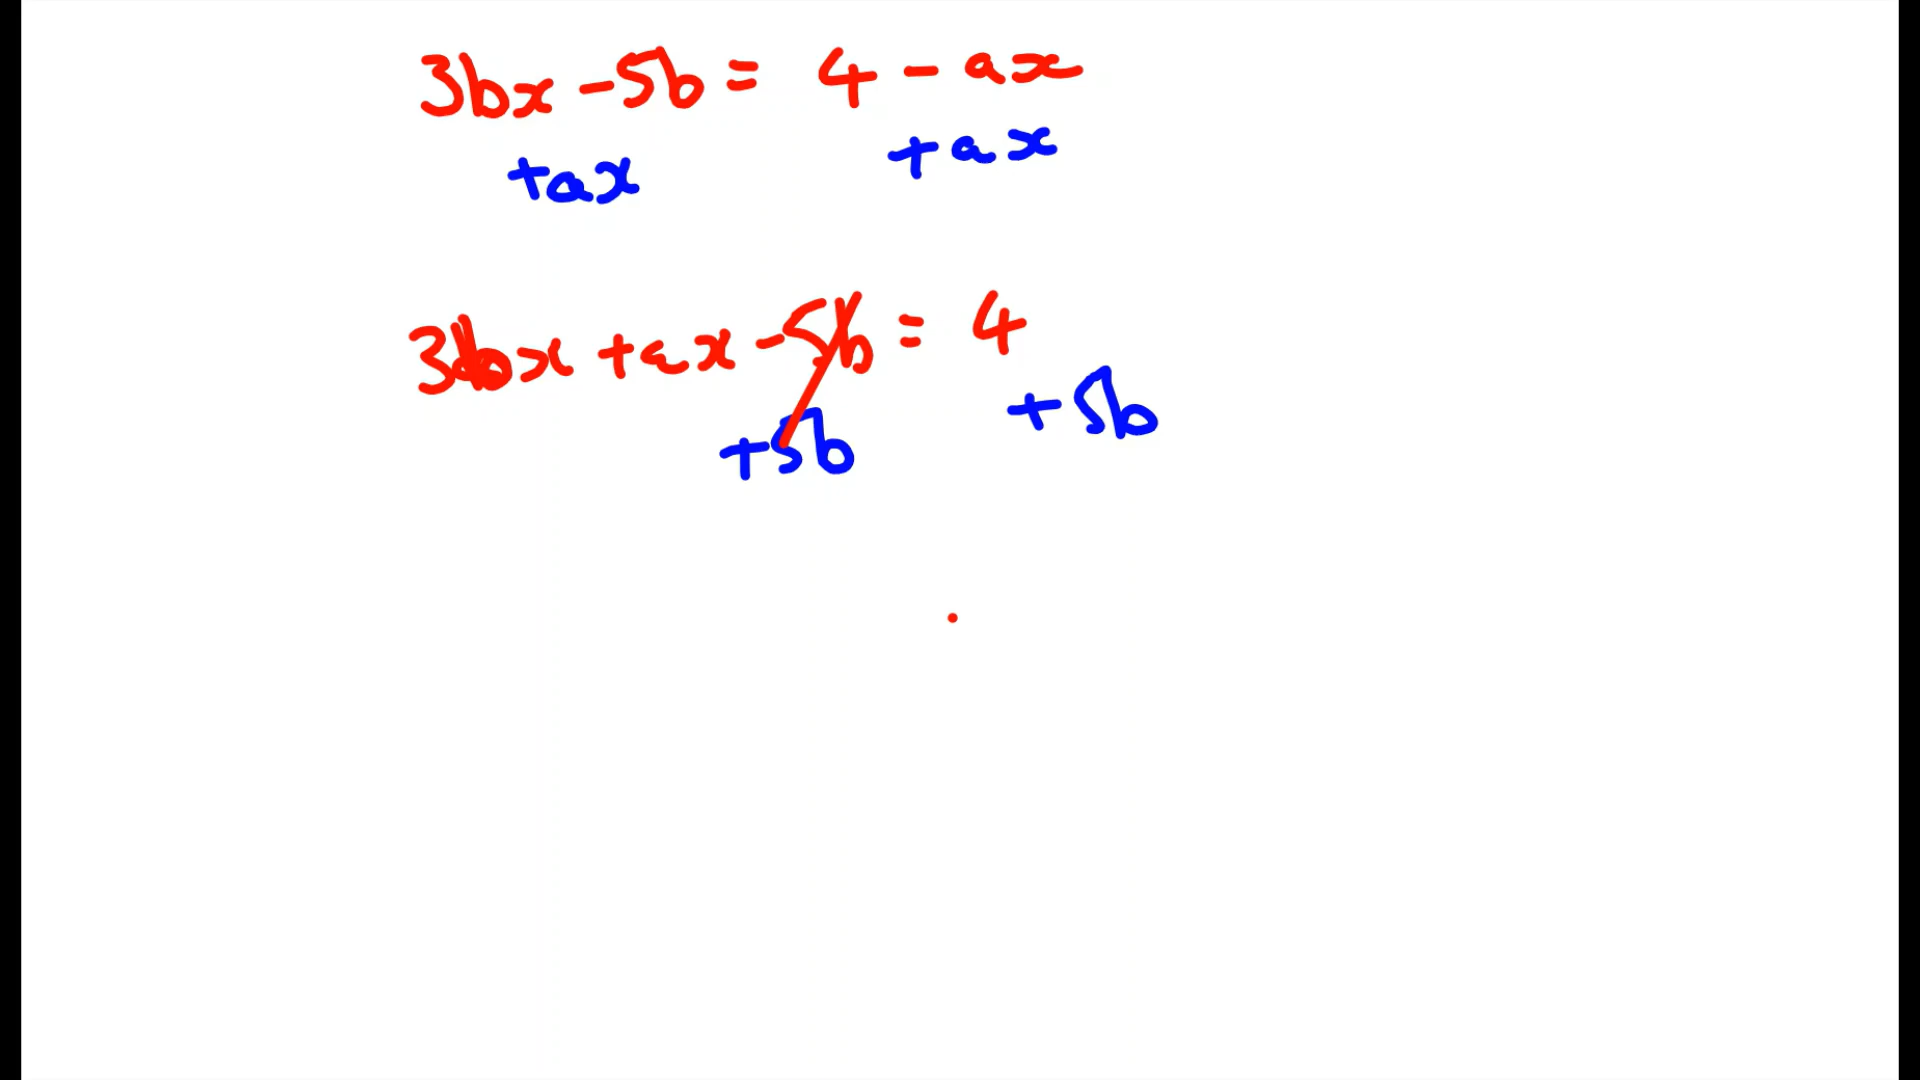 3bx - 5b = 4 - ax
+ax +ax
3bx + ax - 5b = 4
+5b +5b